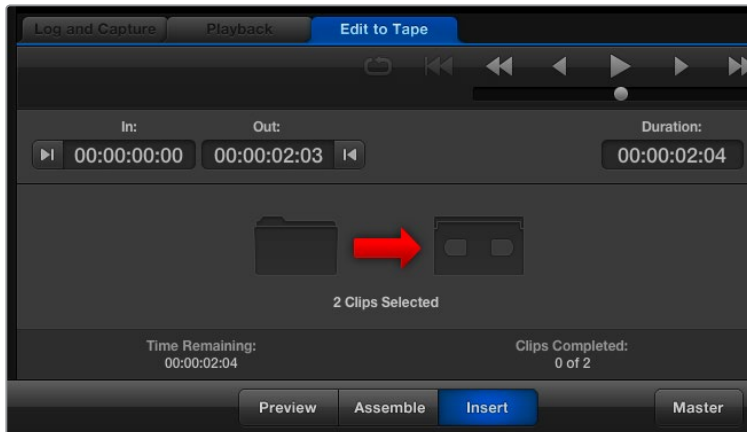 Log and Capture Playback Edit to Tape
In: Out: Duration:
00:00:00:00 00:00:02:03 00:00:02:04
2 Clips Selected
Time Remaining: Clips Completed:
00:00:02:04 0 of 2
Preview Assemble Insert Master